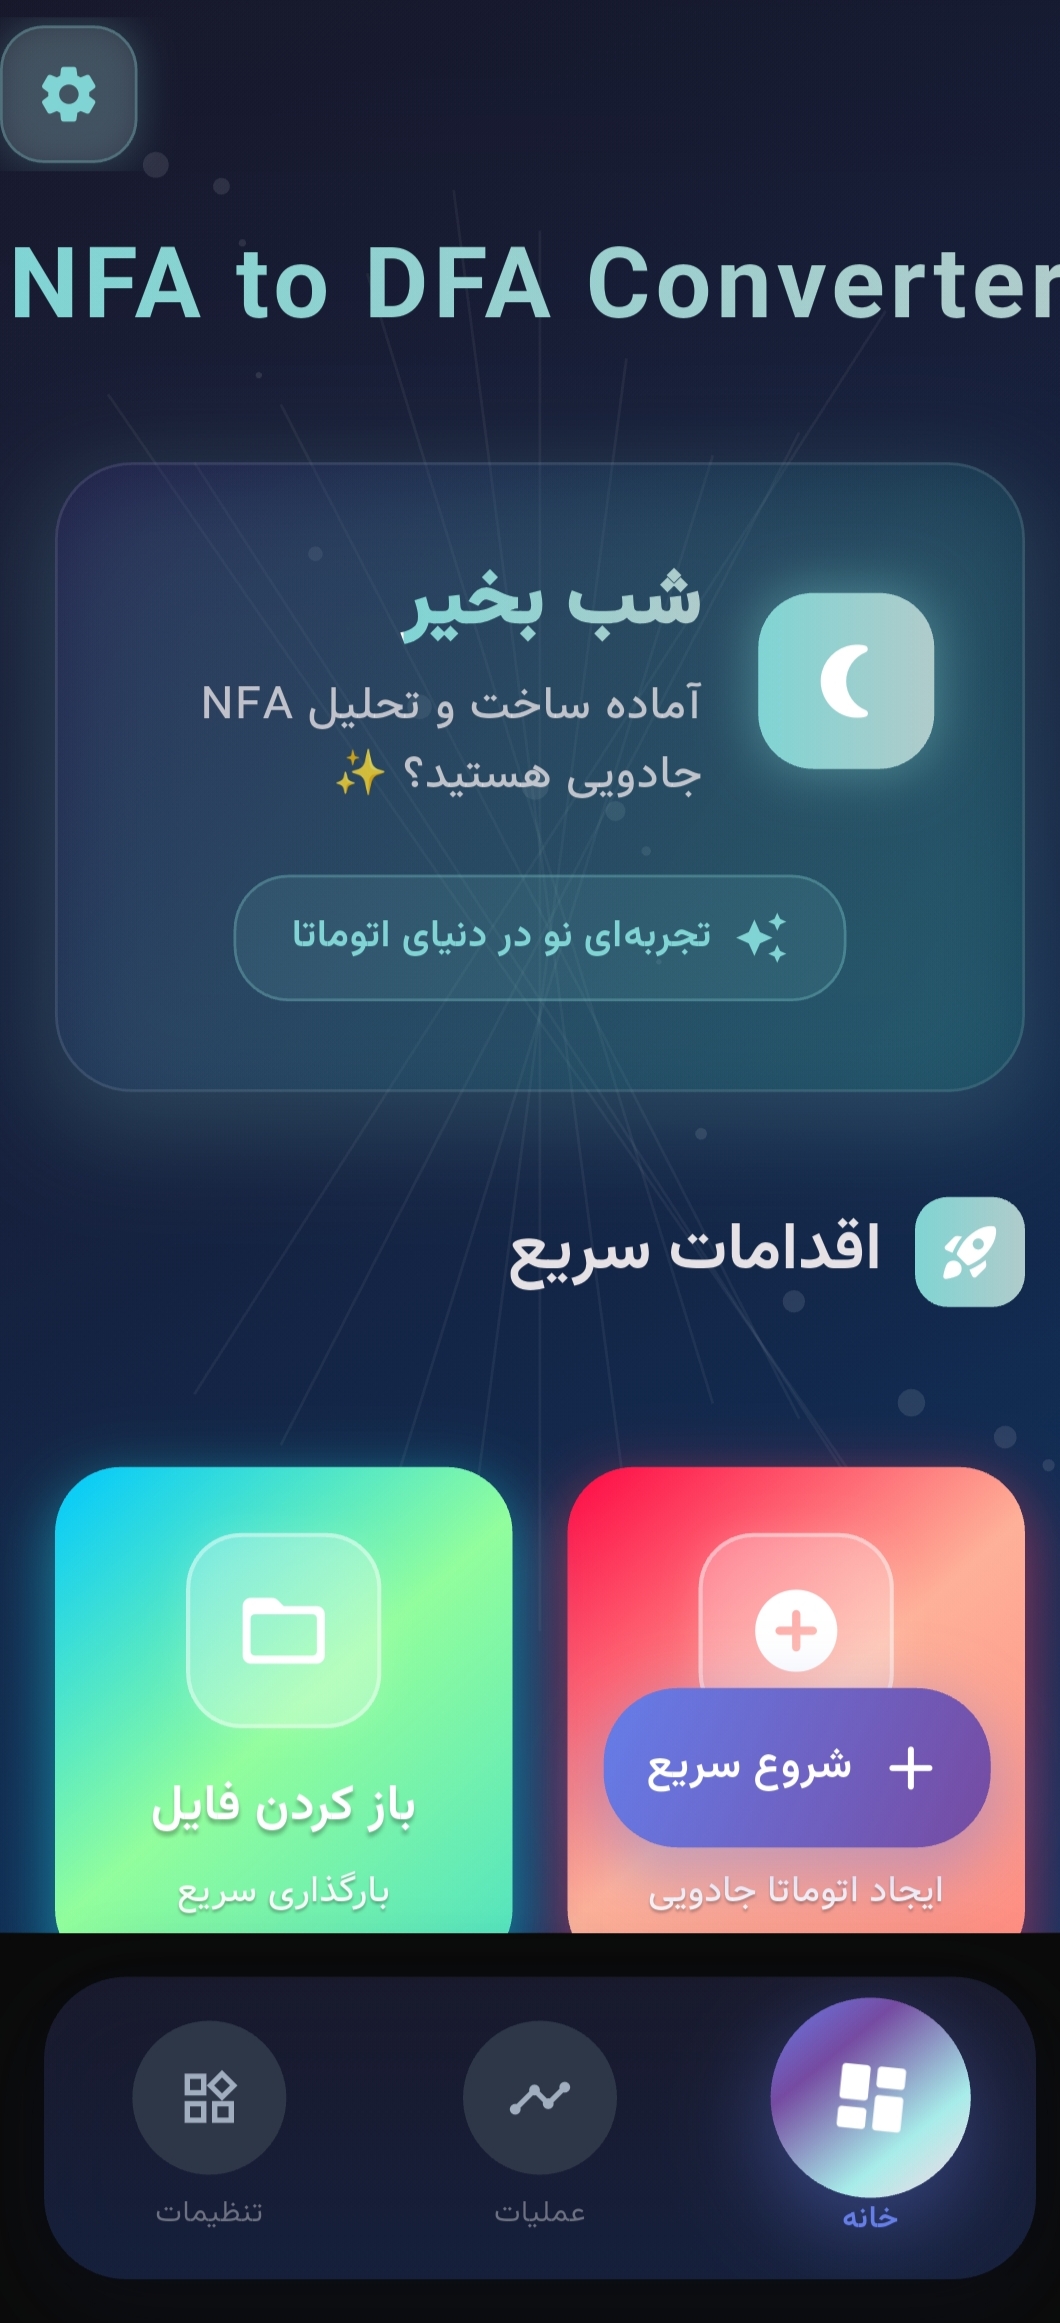 NFA to DFA Converter
شب بخیر
آماده ساخت و تحلیل NFA
جادویی هستید؟ ✨
تجربه‌ای نو در دنیای اتوماتا
اقدامات سریع
شروع سریع
ایجاد اتوماتا جادویی
باز کردن فایل
بارگذاری سریع
خانه
عملیات
تنظیمات